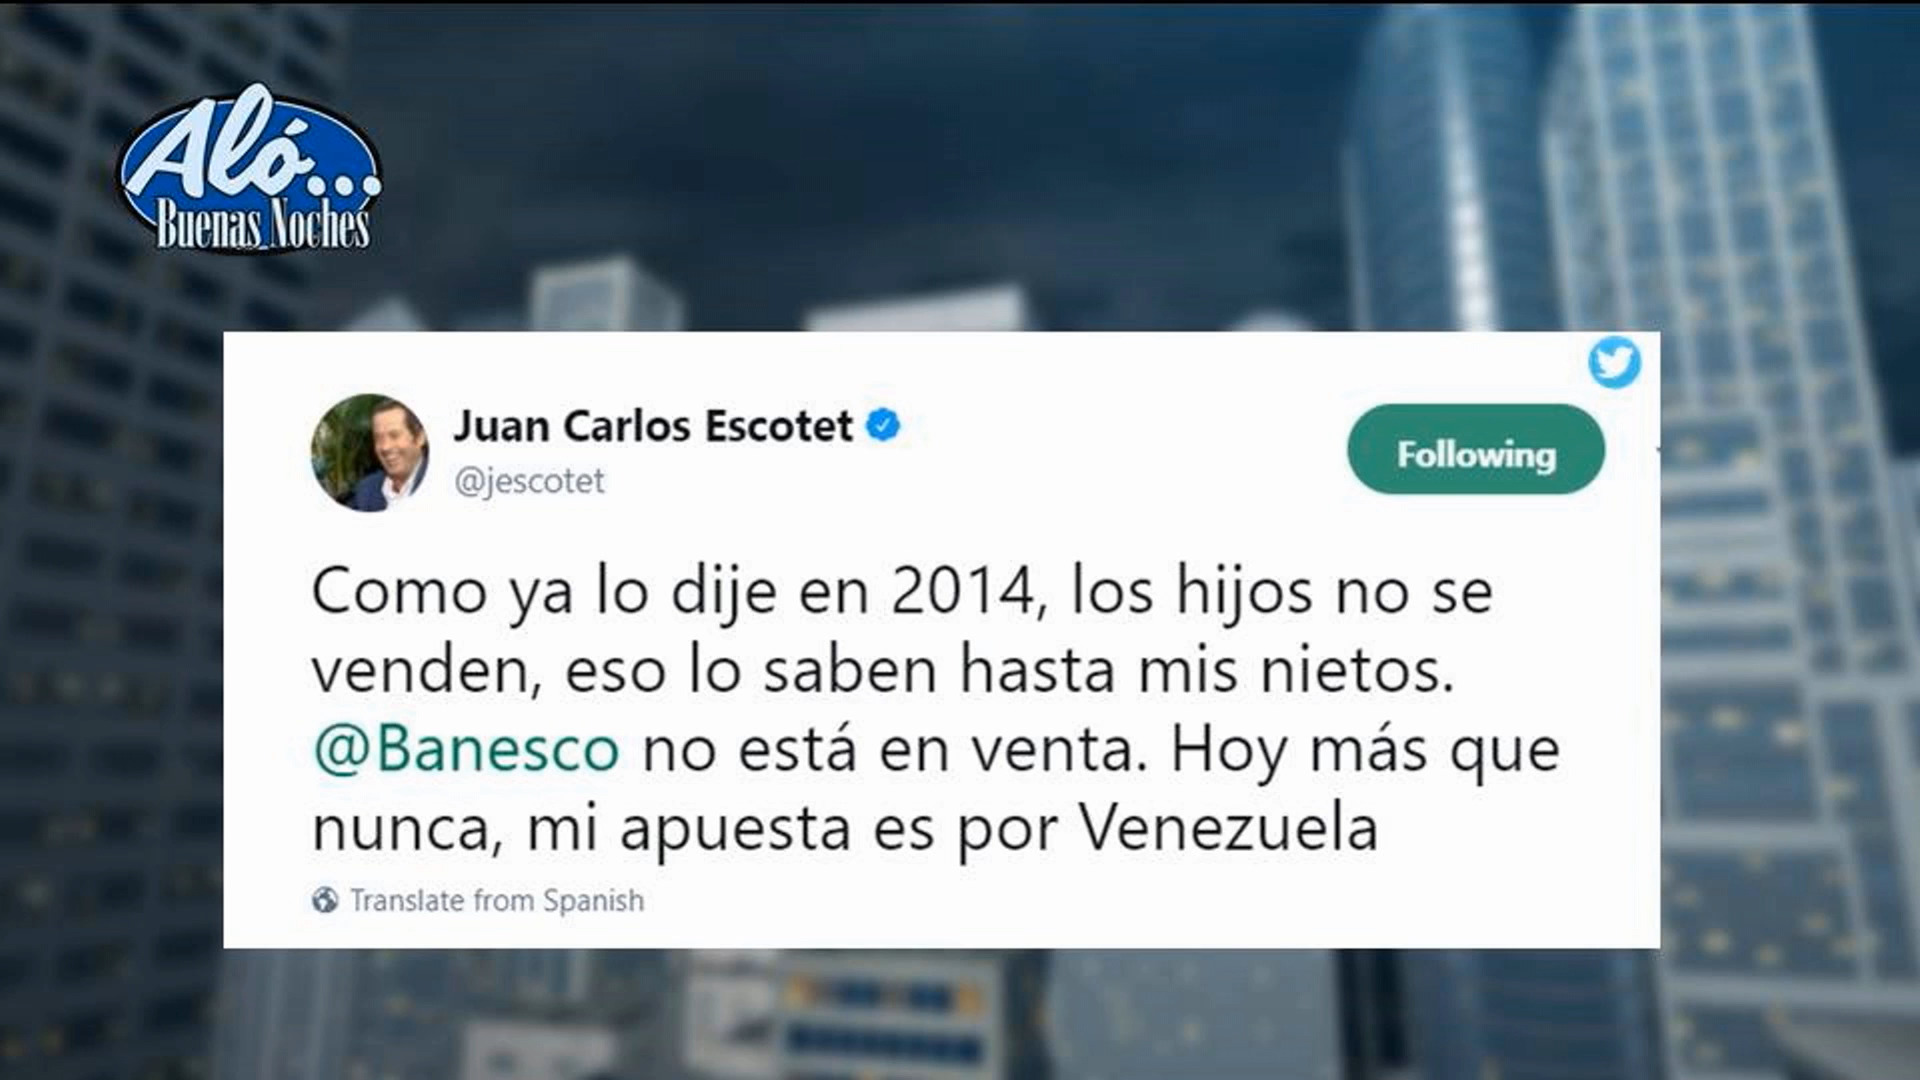 Aló...
Buenas Noches
Juan Carlos Escotet
@jescotet
Following
Como ya lo dije en 2014, los hijos no se
venden, eso lo saben hasta mis nietos.
@Banesco no está en venta. Hoy más que
nunca, mi apuesta es por Venezuela
Translate from Spanish